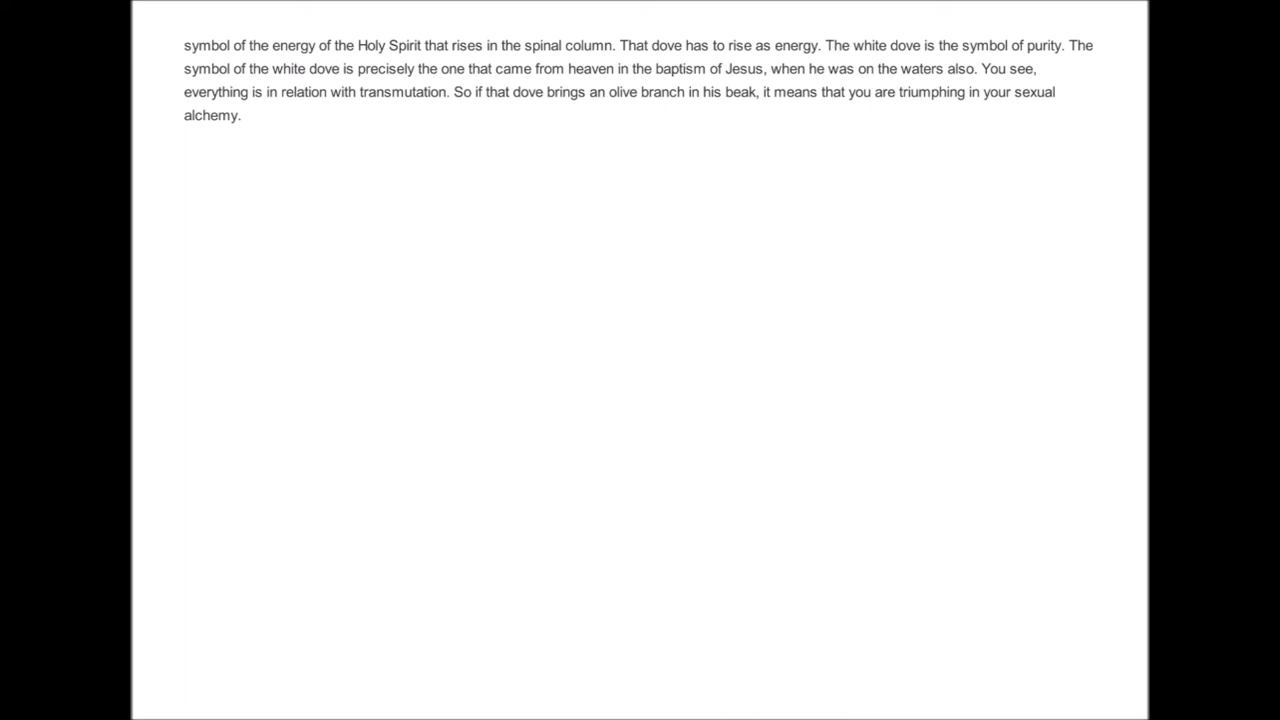 symbol of the energy of the Holy Spirit that rises in the spinal column. That dove has to rise as energy. The white dove is the symbol of purity. The
symbol of the white dove is precisely the one that came from heaven in the baptism of Jesus, when he was on the waters also. You see,
everything is in relation with transmutation. So if that dove brings an olive branch in his beak, it means that you are triumphing in your sexual
alchemy.